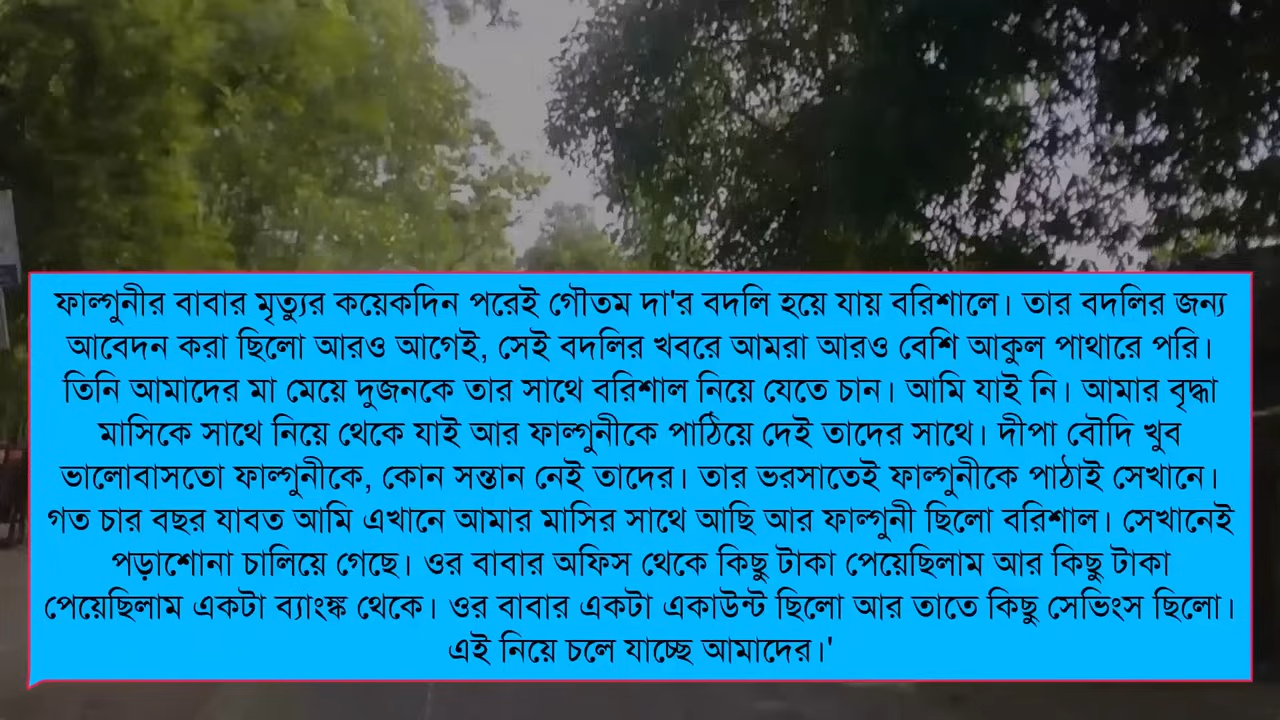 ফাল্গুনীর বাবার মৃত্যুর কয়েকদিন পরেই গৌতম দা'র বদলি হয়ে যায় বরিশালে। তার বদলির জন্য
আবেদন করা ছিলো আরও আগেই, সেই বদলির খবরে আমরা আরও বেশি আকুল পাথারে পরি।
তিনি আমাদের মা মেয়ে দুজনকে তার সাথে বরিশাল নিয়ে যেতে চান। আমি যাই নি। আমার বৃদ্ধা
মাসিকে সাথে নিয়ে থেকে যাই আর ফাল্গুনীকে পাঠিয়ে দেই তাদের সাথে। দীপা বৌদি খুব
ভালোবাসতো ফাল্গুনীকে, কোন সন্তান নেই তাদের। তার ভরসাতেই ফাল্গুনীকে পাঠাই সেখানে।
গত চার বছর যাবত আমি এখানে আমার মাসির সাথে আছি আর ফাল্গুনী ছিলো বরিশাল। সেখানেই
পড়াশোনা চালিয়ে গেছে। ওর বাবার অফিস থেকে কিছু টাকা পেয়েছিলাম আর কিছু টাকা
পেয়েছিলাম একটা ব্যাংঙ্ক থেকে। ওর বাবার একটা একাউন্ট ছিলো আর তাতে কিছু সেভিংস ছিলো।
এই নিয়ে চলে যাচ্ছে আমাদের।'